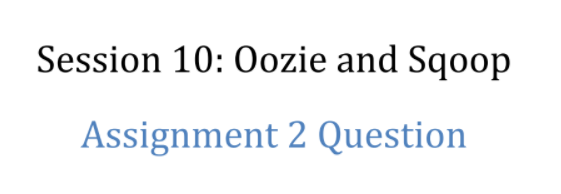 Session 10: Oozie and Sqoop
Assignment 2 Question